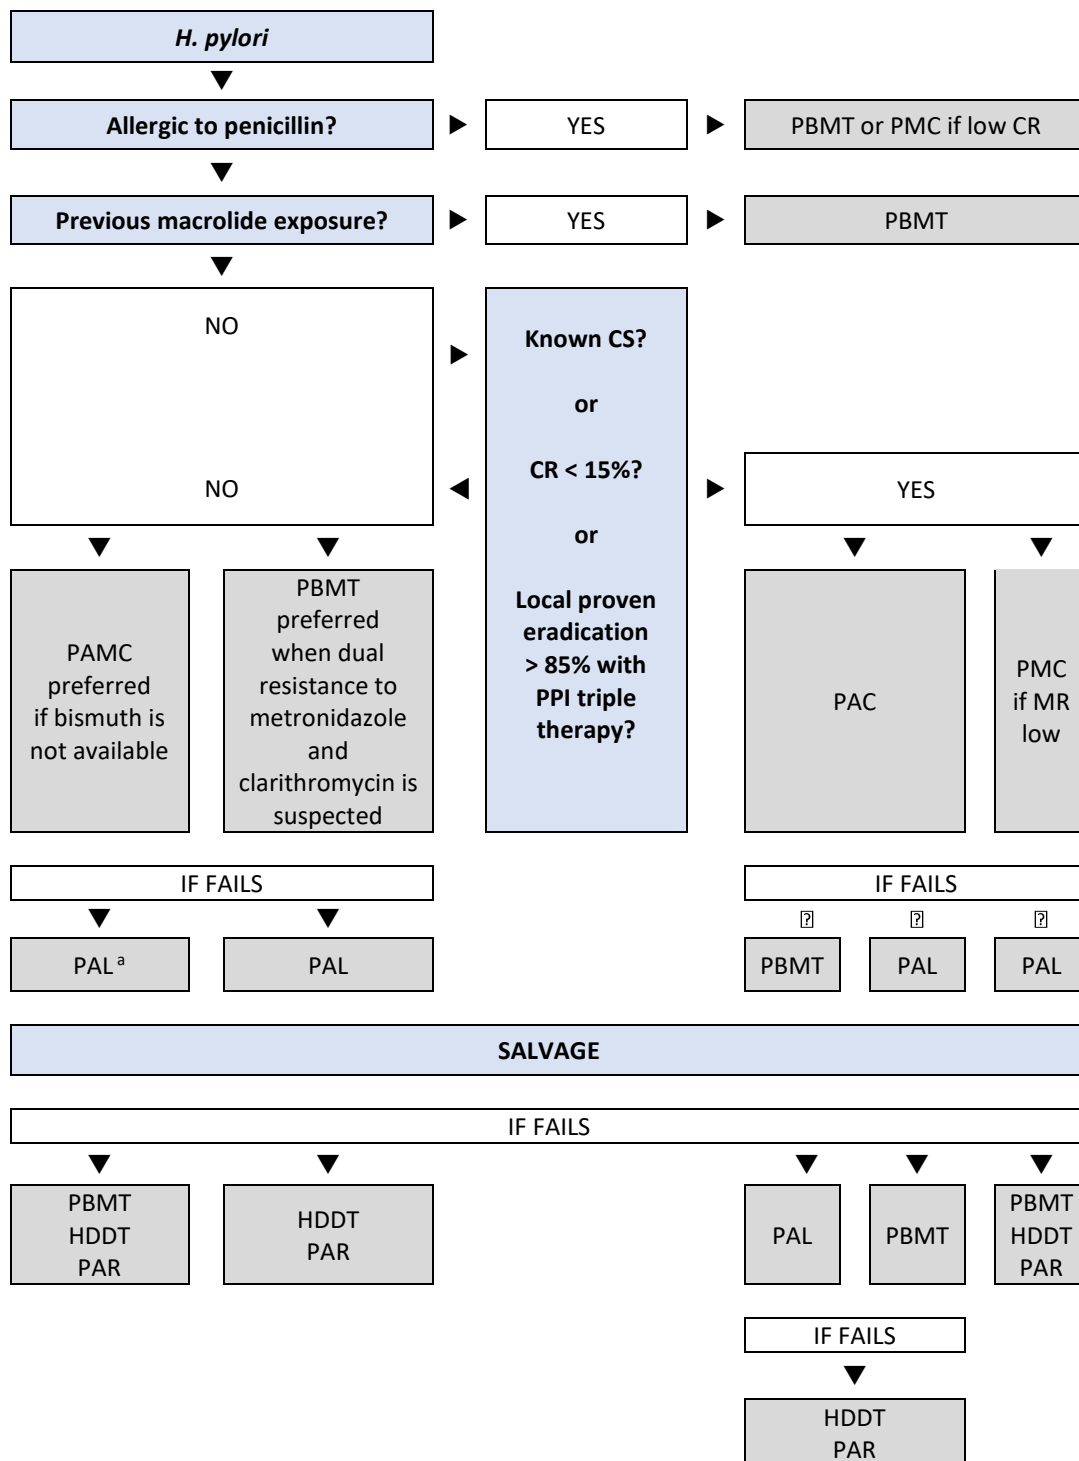 H. pylori
Allergic to penicillin?
YES
PBMT or PMC if low CR
Previous macrolide exposure?
YES
PBMT
NO
NO
Known CS?
or
CR < 15%?
or
Local proven
eradication
> 85% with
PPI triple
therapy?
YES
PAMC
preferred
if bismuth is
not available
PBMT
preferred
when dual
resistance to
metronidazole
and
clarithromycin is
suspected
PAC
PMC
if MR
low
IF FAILS
IF FAILS
? ? ?
PAL a
PAL
PBMT
PAL
PAL
SALVAGE
IF FAILS
PBMT
HDDT
PAR
HDDT
PAR
PAL
PBMT
PBMT
HDDT
PAR
IF FAILS
HDDT
PAR